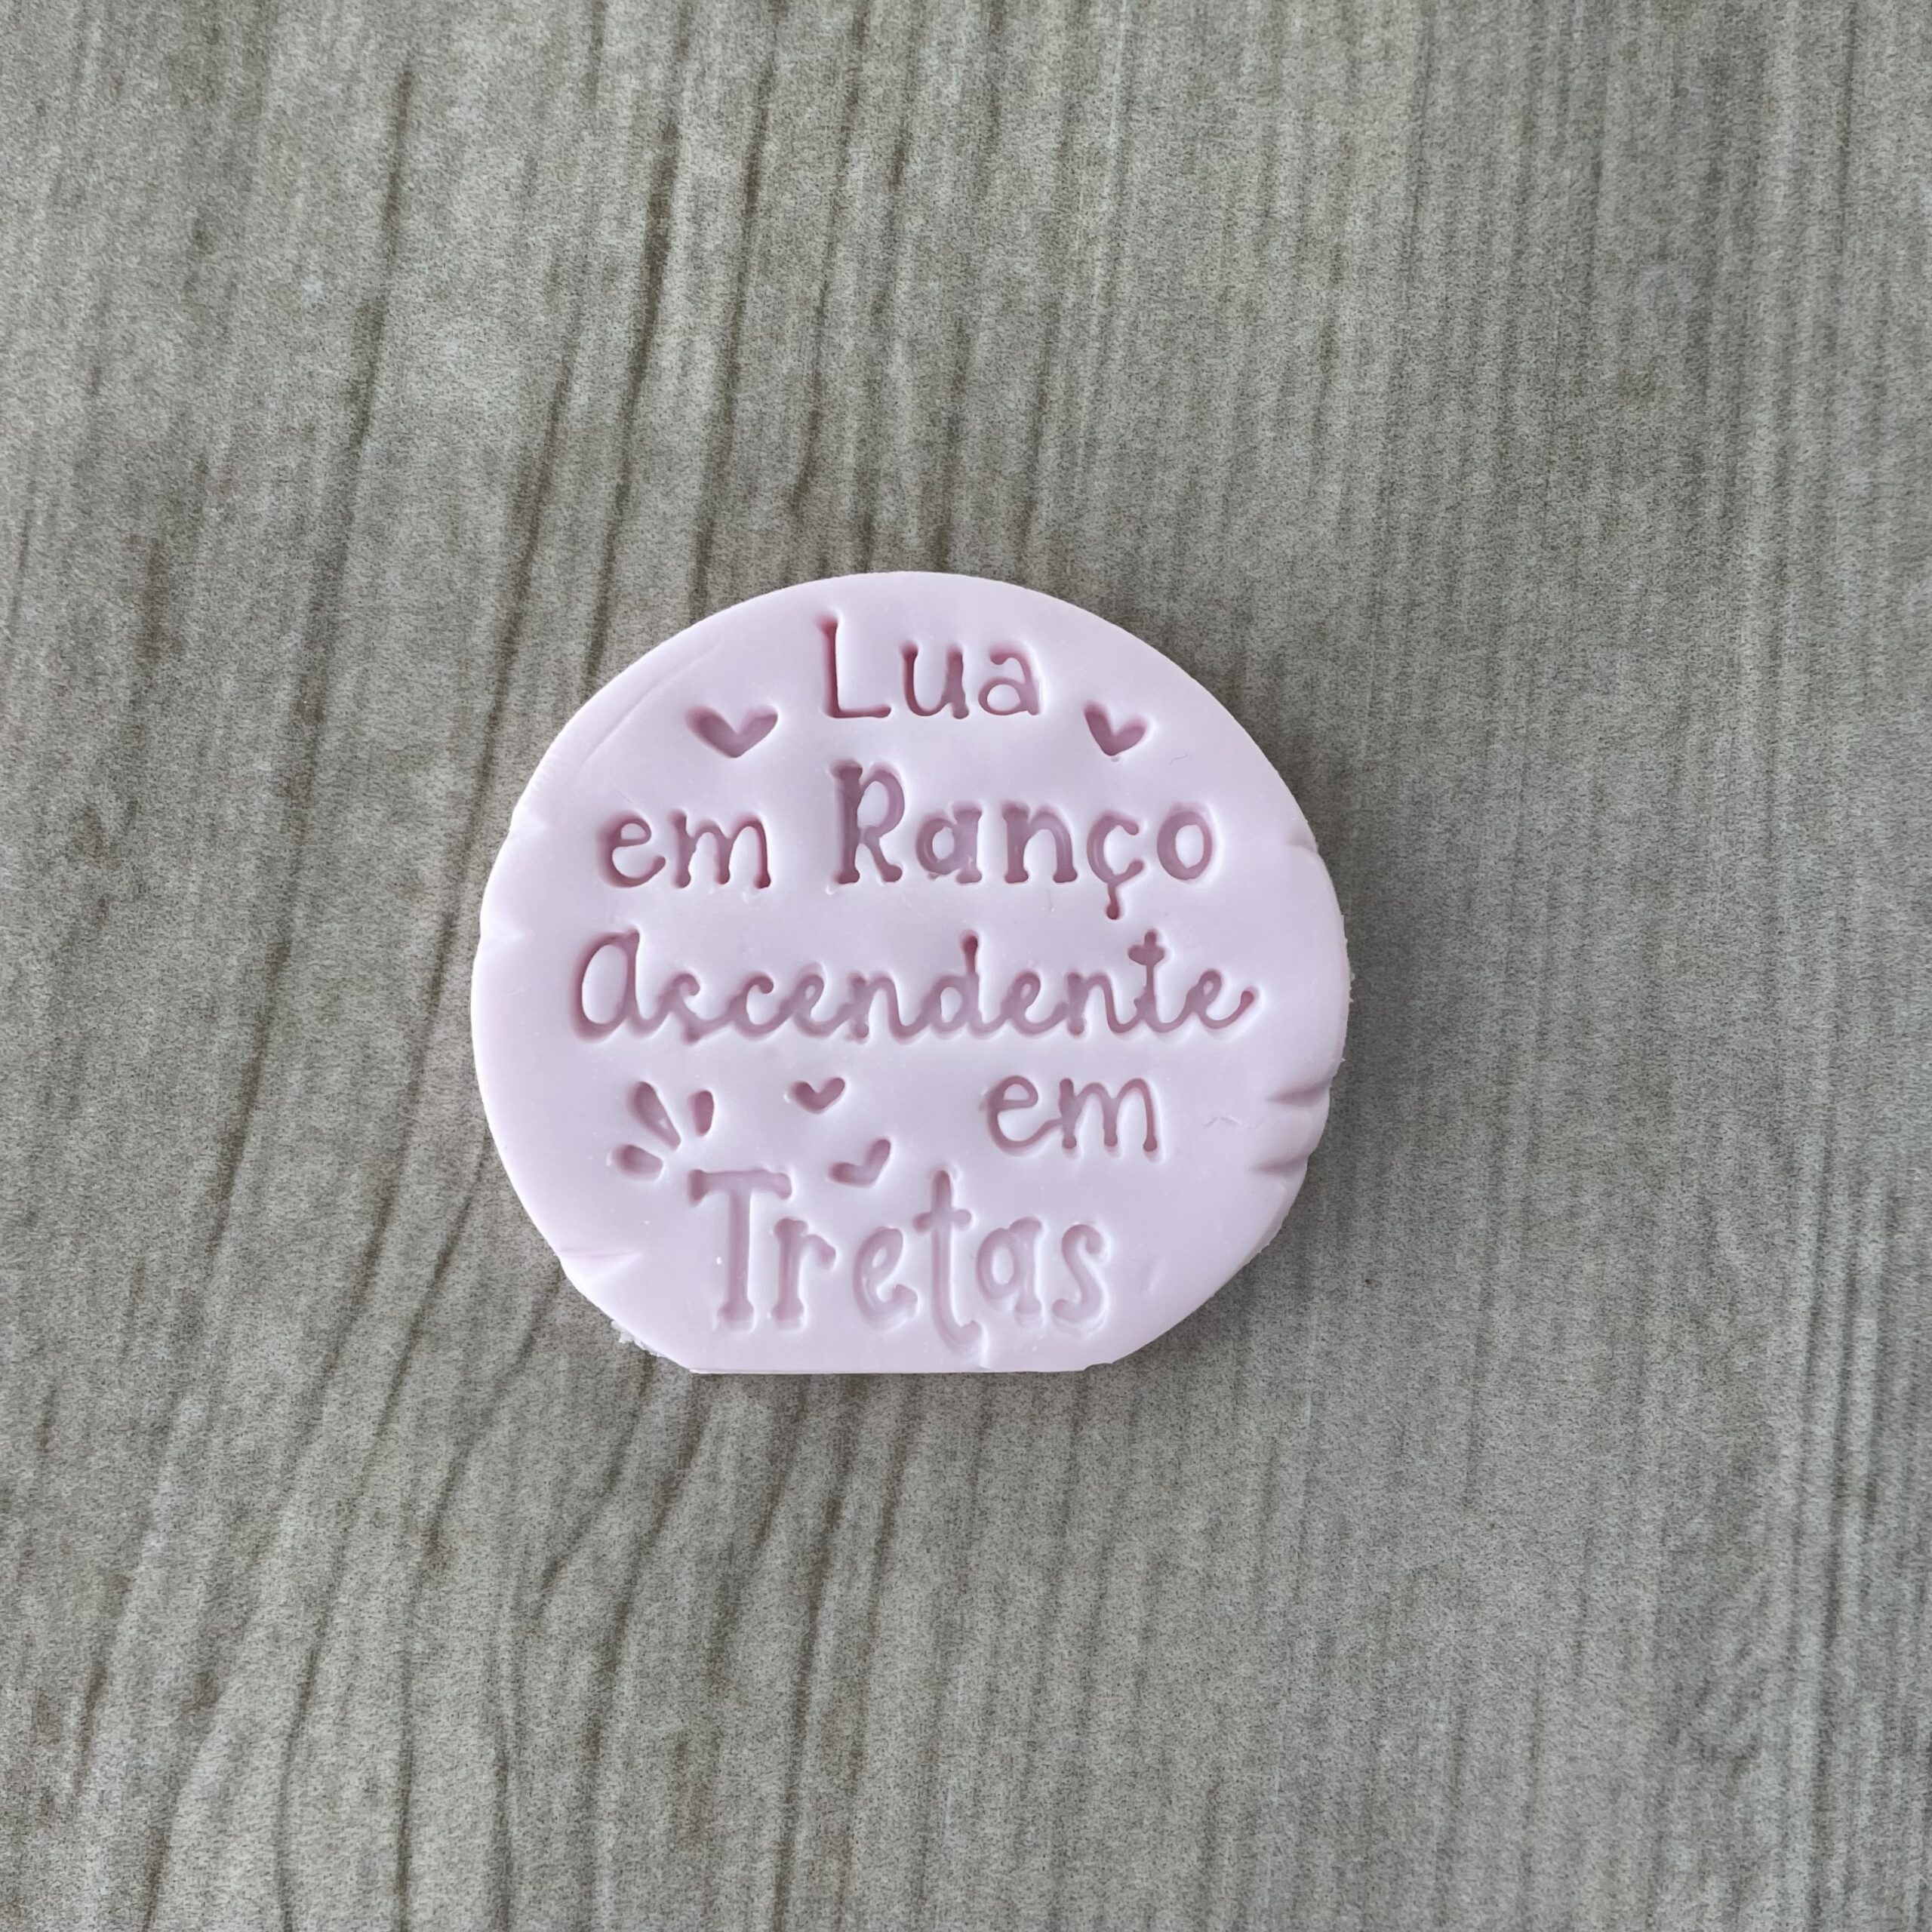 Lua
em Ranço
Ascendente
em
Tretas